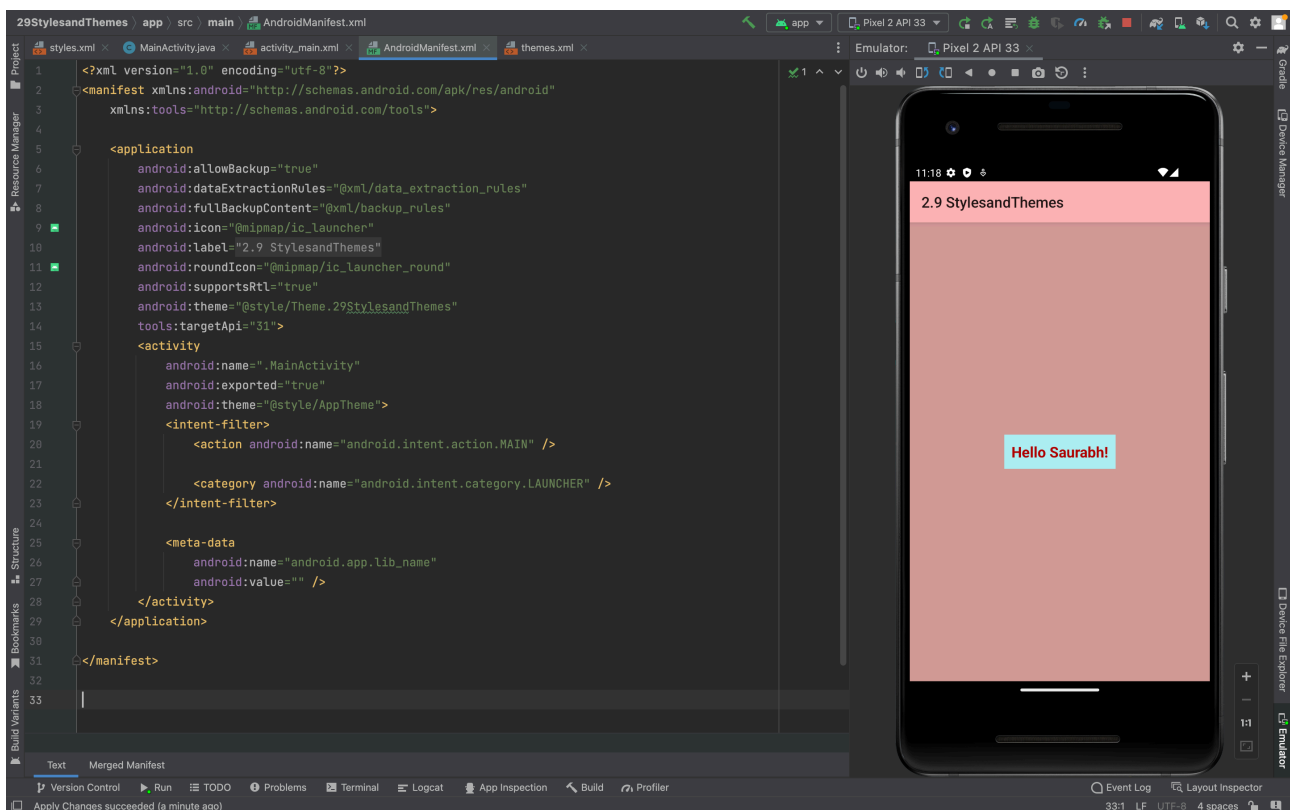 29StylesandThemes 〉 app 〉 src 〉 main 〉 AndroidManifest.xml
app
Pixel 2 API 33
styles.xml
MainActivity.java
activity_main.xml
AndroidManifest.xml
themes.xml
Emulator:
Pixel 2 API 33
Project
Resource Manager
Structure
Bookmarks
Build Variants
1
1 <?xml version="1.0" encoding="utf-8"?>
2 <manifest xmlns:android="http://schemas.android.com/apk/res/android"
3 xmlns:tools="http://schemas.android.com/tools">
4
5 <application
6 android:allowBackup="true"
7 android:dataExtractionRules="@xml/data_extraction_rules"
8 android:fullBackupContent="@xml/backup_rules"
9 android:icon="@mipmap/ic_launcher"
10 android:label="2.9 StylesandThemes"
11 android:roundIcon="@mipmap/ic_launcher_round"
12 android:supportsRtl="true"
13 android:theme="@style/Theme.29StylesandThemes"
14 tools:targetApi="31">
15 <activity
16 android:name=".MainActivity"
17 android:exported="true"
18 android:theme="@style/AppTheme">
19 <intent-filter>
20 <action android:name="android.intent.action.MAIN" />
21
22 <category android:name="android.intent.category.LAUNCHER" />
23 </intent-filter>
24
25 <meta-data
26 android:name="android.app.lib_name"
27 android:value="" />
28 </activity>
29 </application>
30
31 </manifest>
32
33
11:18
2.9 StylesandThemes
Hello Saurabh!
1:1
Gradle
Device Manager
Device File Explorer
Emulator
Text Merged Manifest
Version Control Run TODO Problems Terminal Logcat App Inspection Build Profiler Event Log Layout Inspector
Apply Changes succeeded (a minute ago) 33:1 LF UTF-8 4 spaces